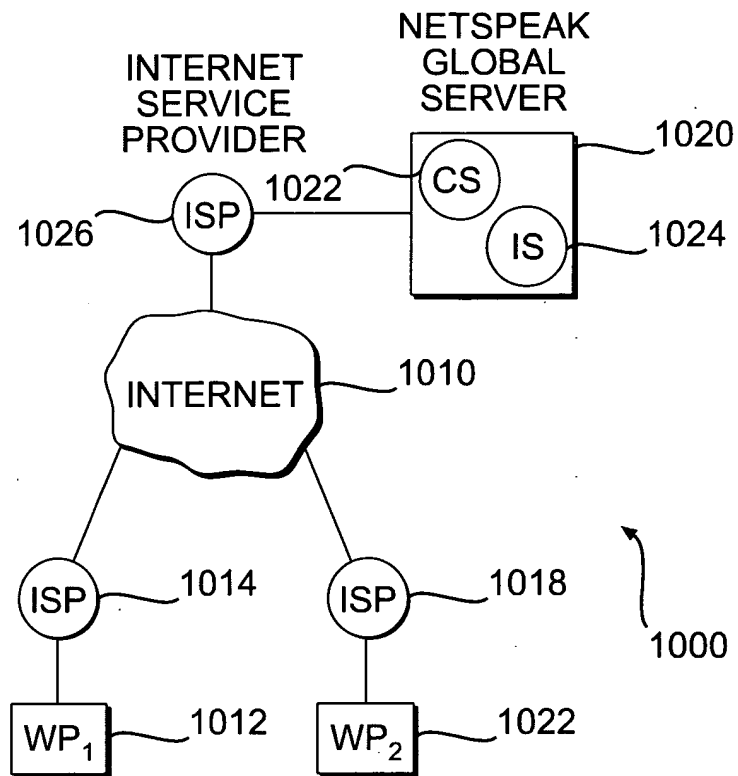 NETSPEAK
GLOBAL
SERVER
INTERNET
SERVICE
PROVIDER
1020
1022
CS
ISP
1026
IS
1024
INTERNET
1010
ISP
1014
ISP
1018
1000
WP₁
1012
WP₂
1022